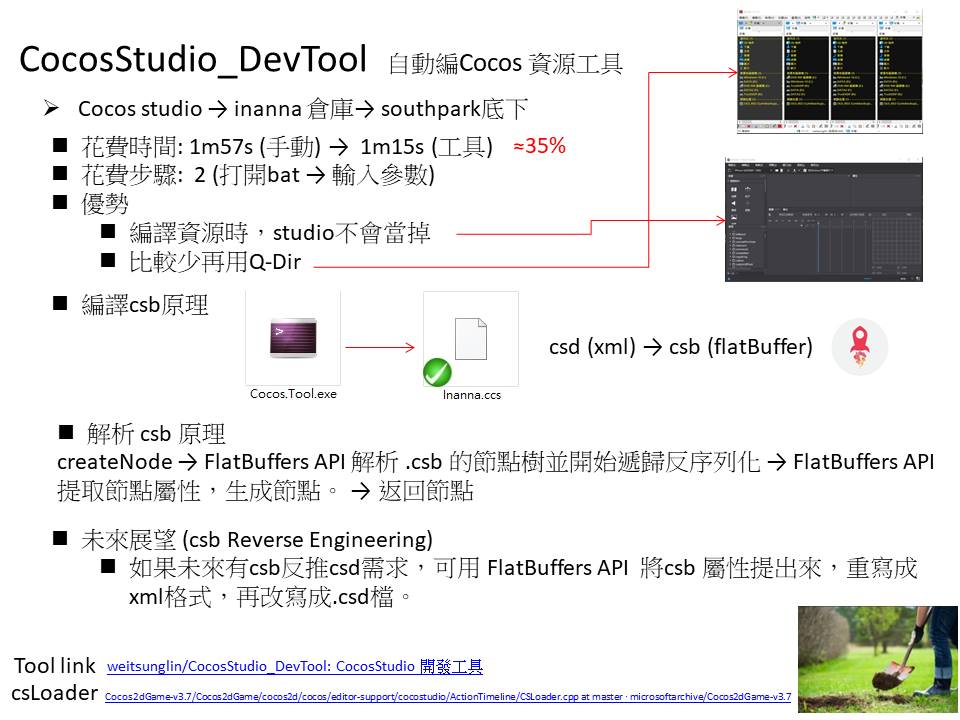 CocosStudio_DevTool 自動編Cocos 資源工具
Cocos studio → inanna 倉庫→ southpark底下
花費時間: 1m57s (手動) → 1m15s (工具) ≈35%
花費步驟: 2 (打開bat → 輸入參數)
優勢
編譯資源時，studio不會當掉
比較少再用Q-Dir
編譯csb原理
csd (xml) → csb (flatBuffer)
Cocos.Tool.exe
Inanna.ccs
解析 csb 原理
createNode → FlatBuffers API 解析 .csb 的節點樹並開始遞歸反序列化 → FlatBuffers API
提取節點屬性，生成節點。 → 返回節點
未來展望 (csb Reverse Engineering)
如果未來有csb反推csd需求，可用 FlatBuffers API 將csb 屬性提出來，重寫成
xml格式，再改寫成.csd檔。
Tool link weitsunglin/CocosStudio_DevTool: CocosStudio 開發工具
csLoader Cocos2dGame-v3.7/Cocos2dGame/cocos2d/cocos/editor-support/cocostudio/ActionTimeline/CSLoader.cpp at master · microsoftarchive/Cocos2dGame-v3.7